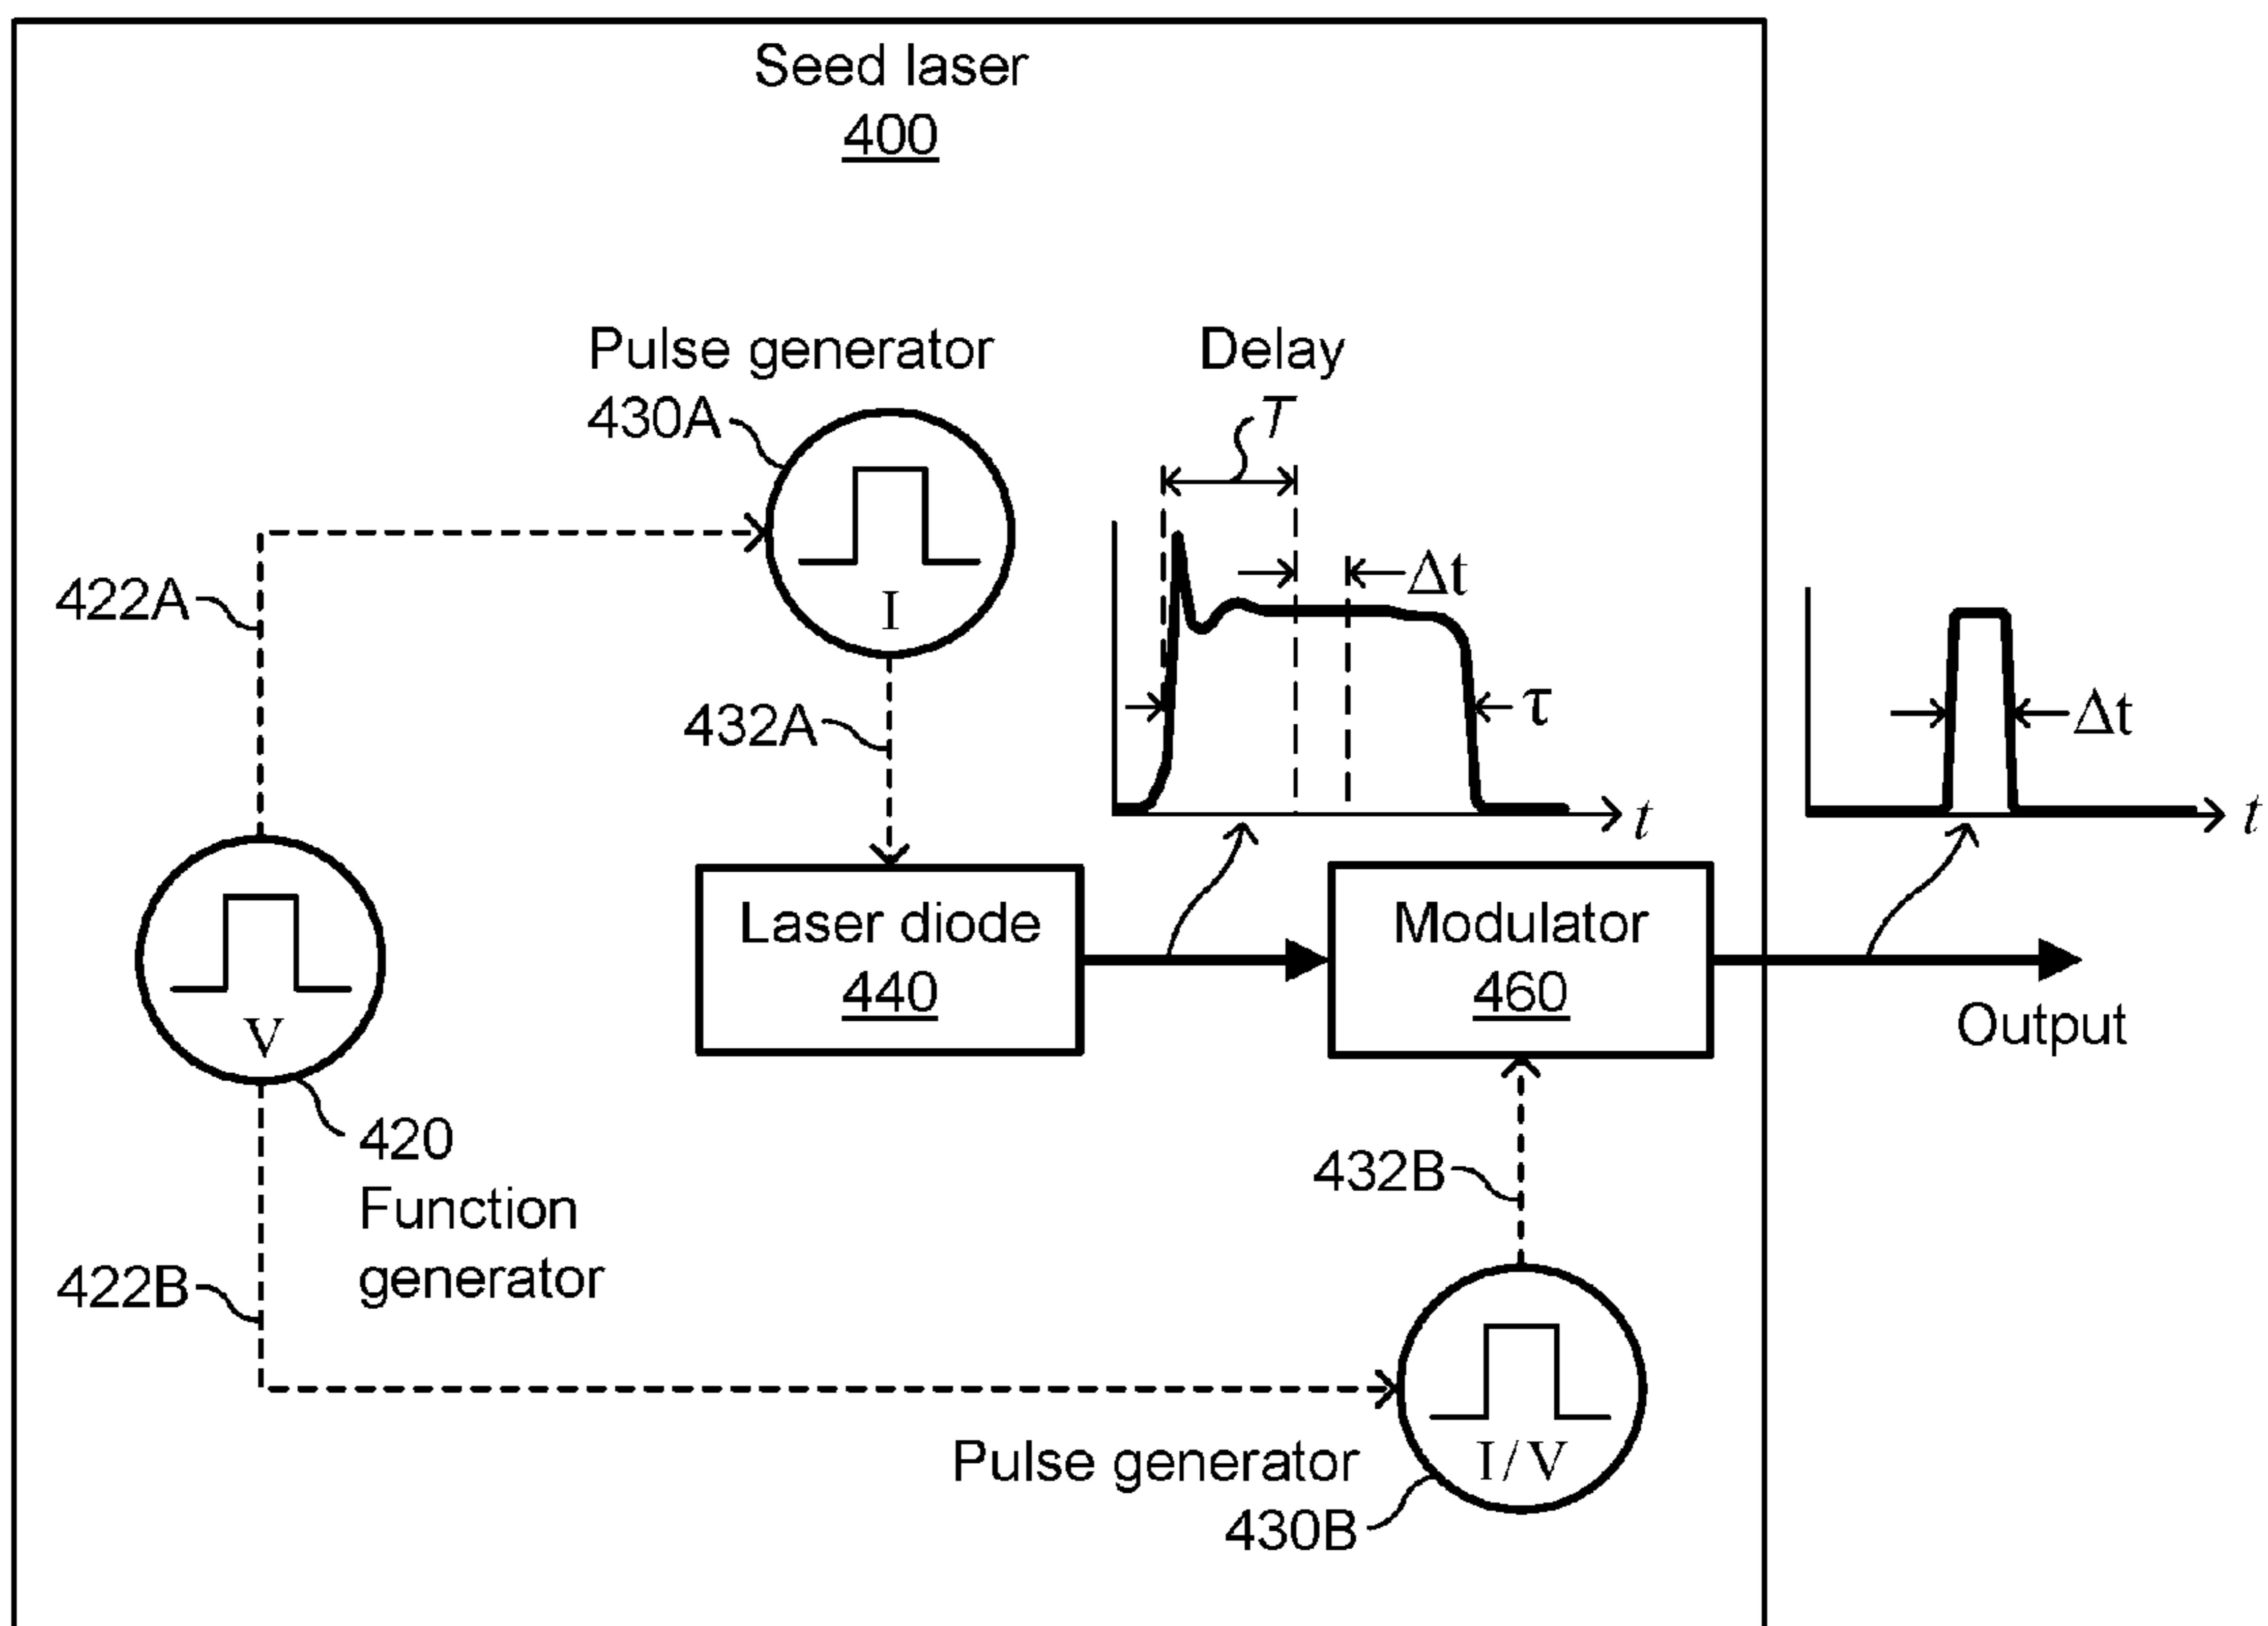 Seed laser
400
Pulse generator
430A
I
Delay
T
422A
Δt
432A
τ
Δt
t
t
Laser diode
440
Modulator
460
V
Output
420
Function
generator
432B
422B
Pulse generator
430B
I / V